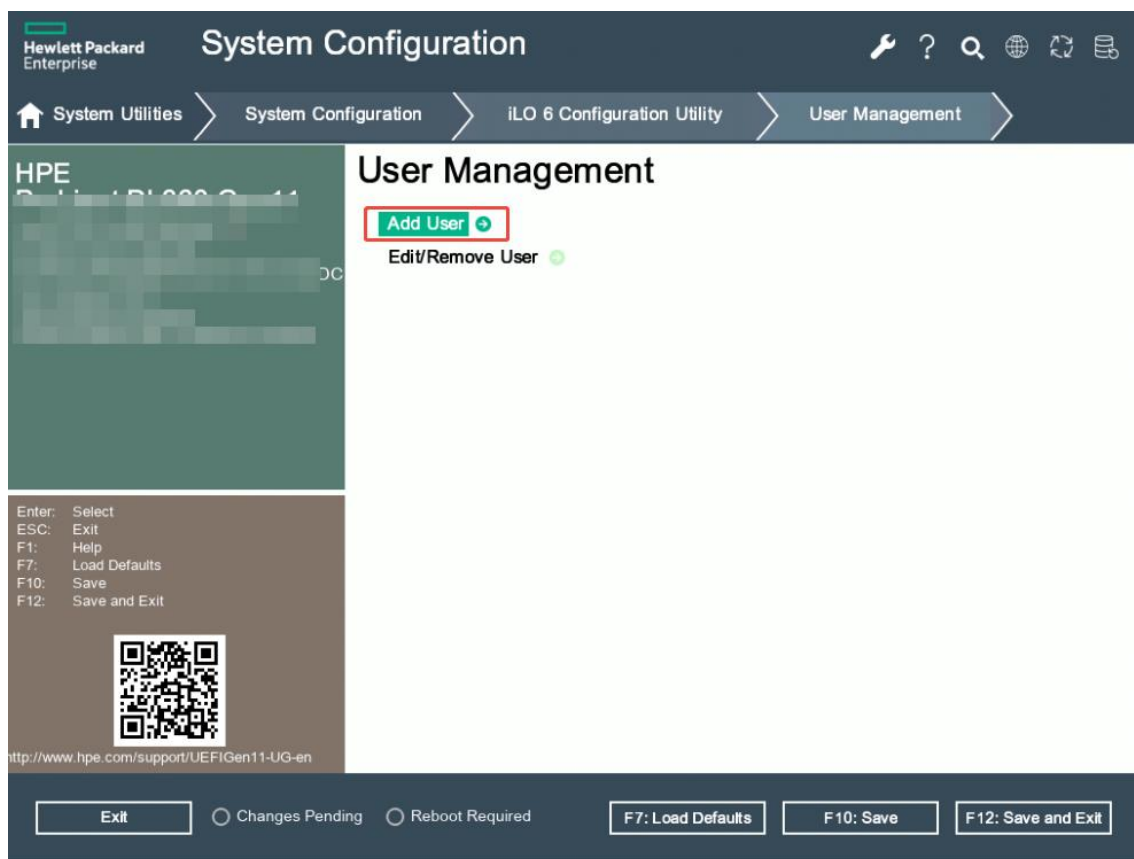 Hewlett Packard
Enterprise
System Configuration
?
System Utilities
System Configuration
iLO 6 Configuration Utility
User Management
HPE
User Management
Add User
Edit/Remove User
Enter: Select
ESC: Exit
F1: Help
F7: Load Defaults
F10: Save
F12: Save and Exit
http://www.hpe.com/support/UEFIGen11-UG-en
Exit
Changes Pending
Reboot Required
F7: Load Defaults
F10: Save
F12: Save and Exit